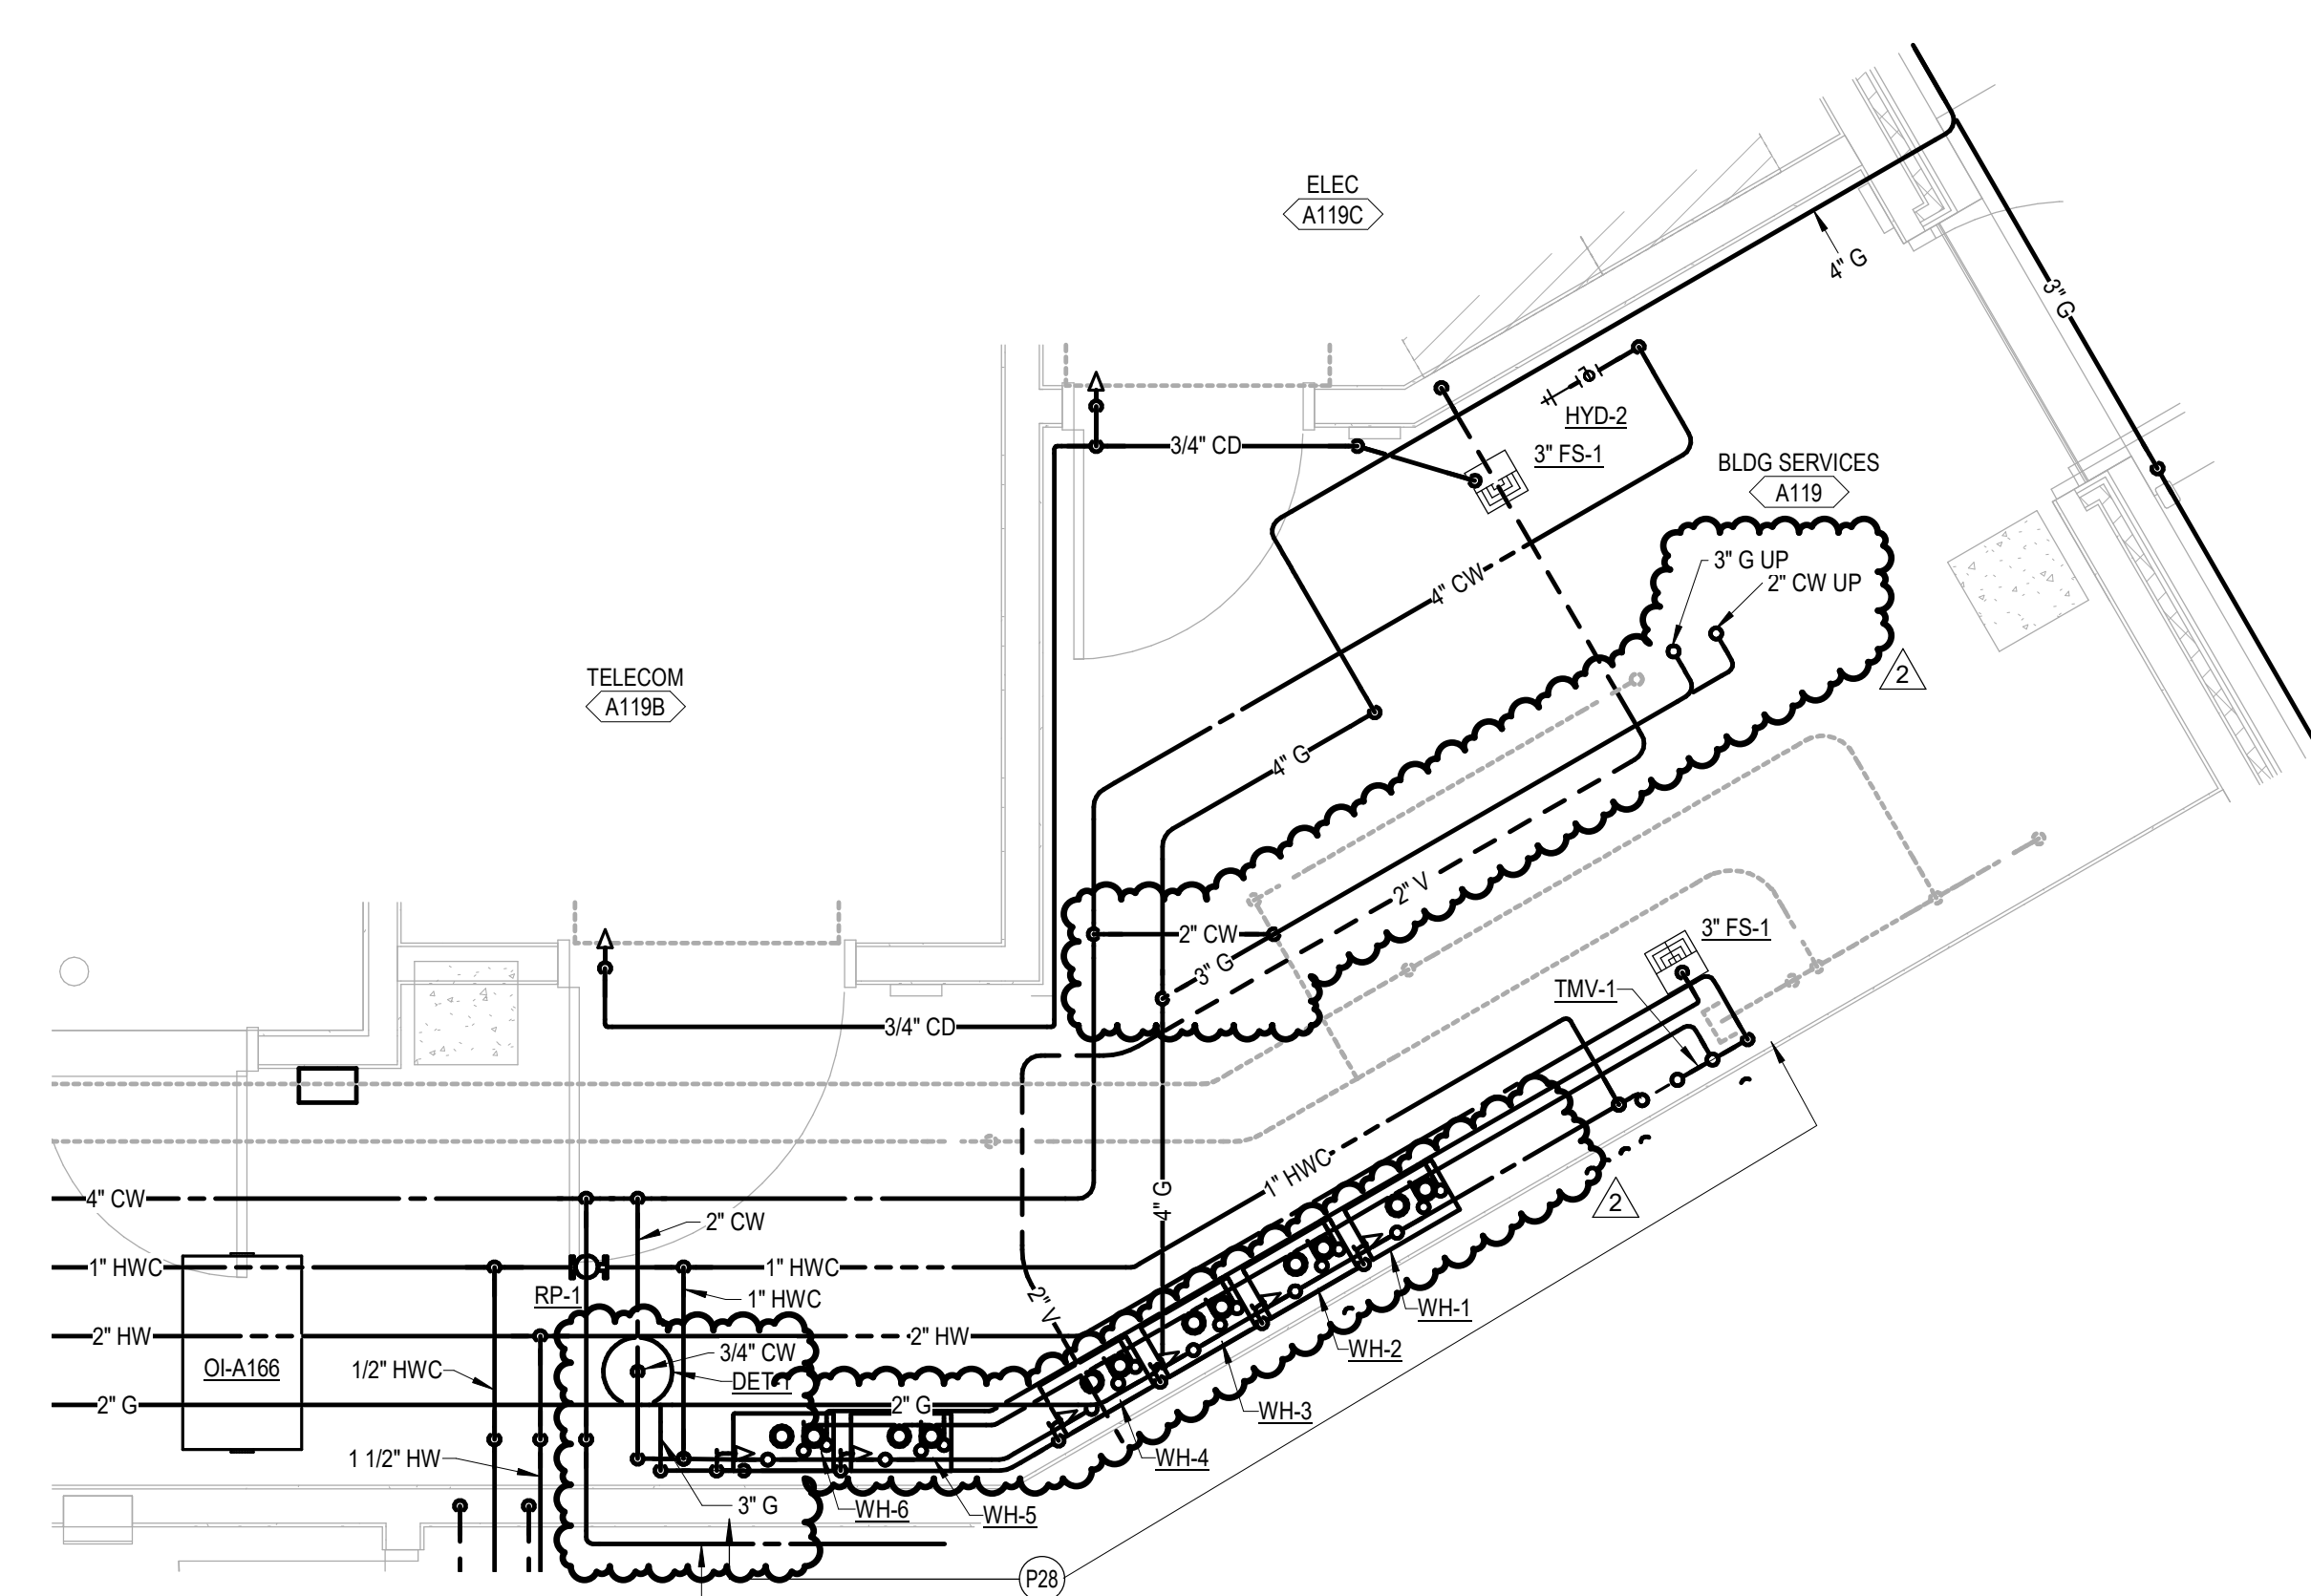 ELEC
A119C
4" G
3" G
HYD-2
3/4" CD
3" FS-1
BLDG SERVICES
A119
3" G UP
2" CW UP
4" CW
2
TELECOM
A119B
4" G
2" V
3" FS-1
2" CW
3" G
TMV-1
3/4" CD
1" HWC
4" G
2
4" CW
2" CW
1" HWC
1" HWC
RP-1
1" HWC
2" V
WH-1
2" HW
2" HW
3/4" CW
WH-2
OI-A166
1/2" HWC
DET-1
2" G
2" G
WH-3
1 1/2" HW
WH-4
3" G
WH-6
WH-5
P28